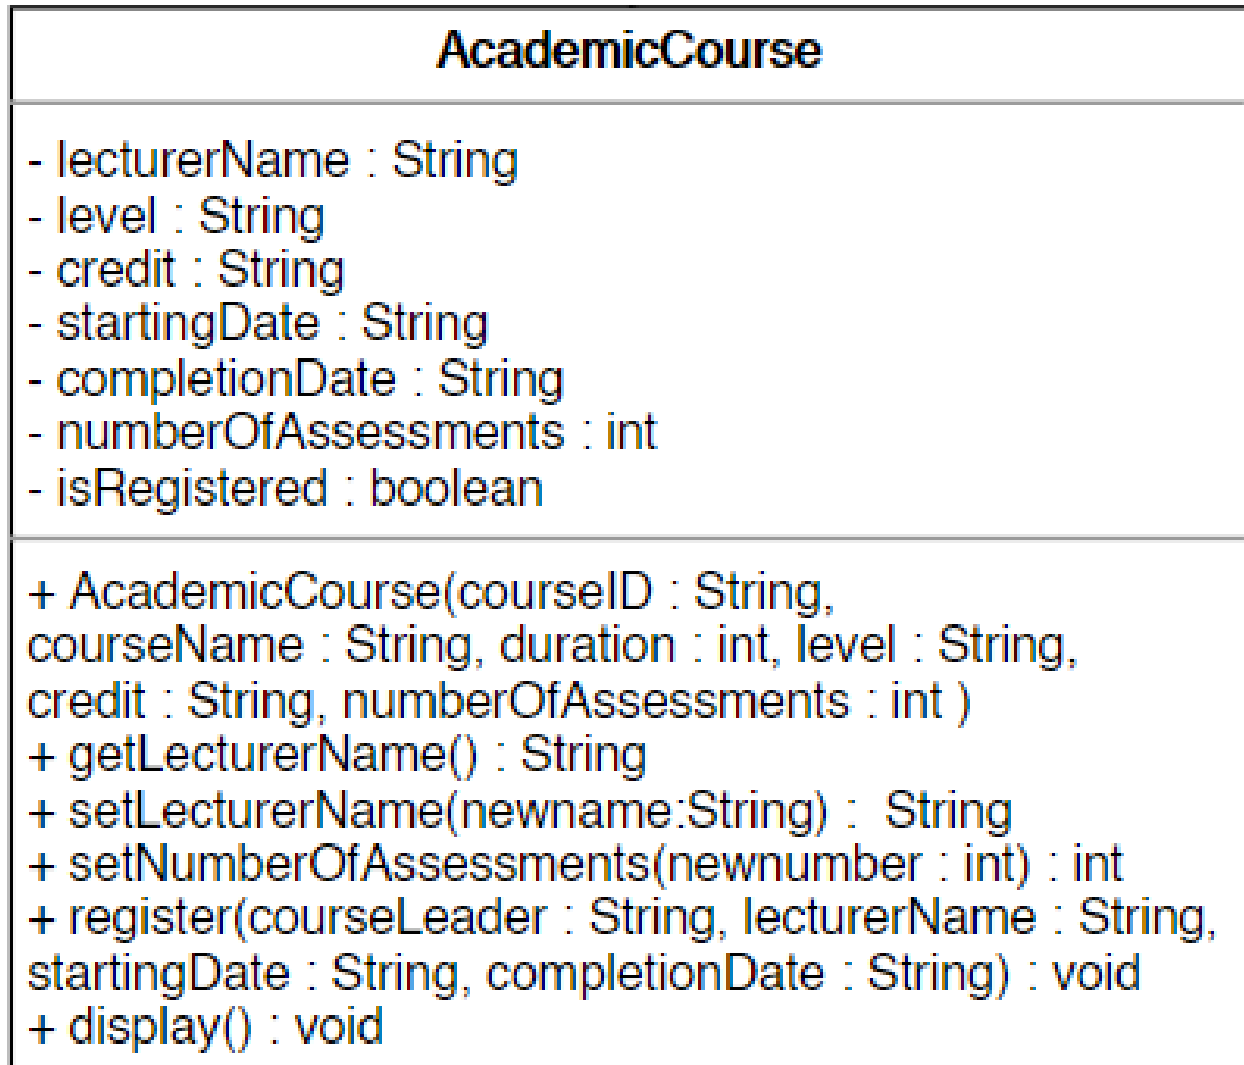 AcademicCourse
- lecturerName : String
- level : String
- credit : String
- startingDate : String
- completionDate : String
- numberOfAssessments : int
- isRegistered : boolean
+ AcademicCourse(courseID : String,
courseName : String, duration : int, level : String,
credit : String, numberOfAssessments : int )
+ getLecturerName() : String
+ setLecturerName(newname:String) : String
+ setNumberOfAssessments(newnumber : int) : int
+ register(courseLeader : String, lecturerName : String,
startingDate : String, completionDate : String) : void
+ display() : void